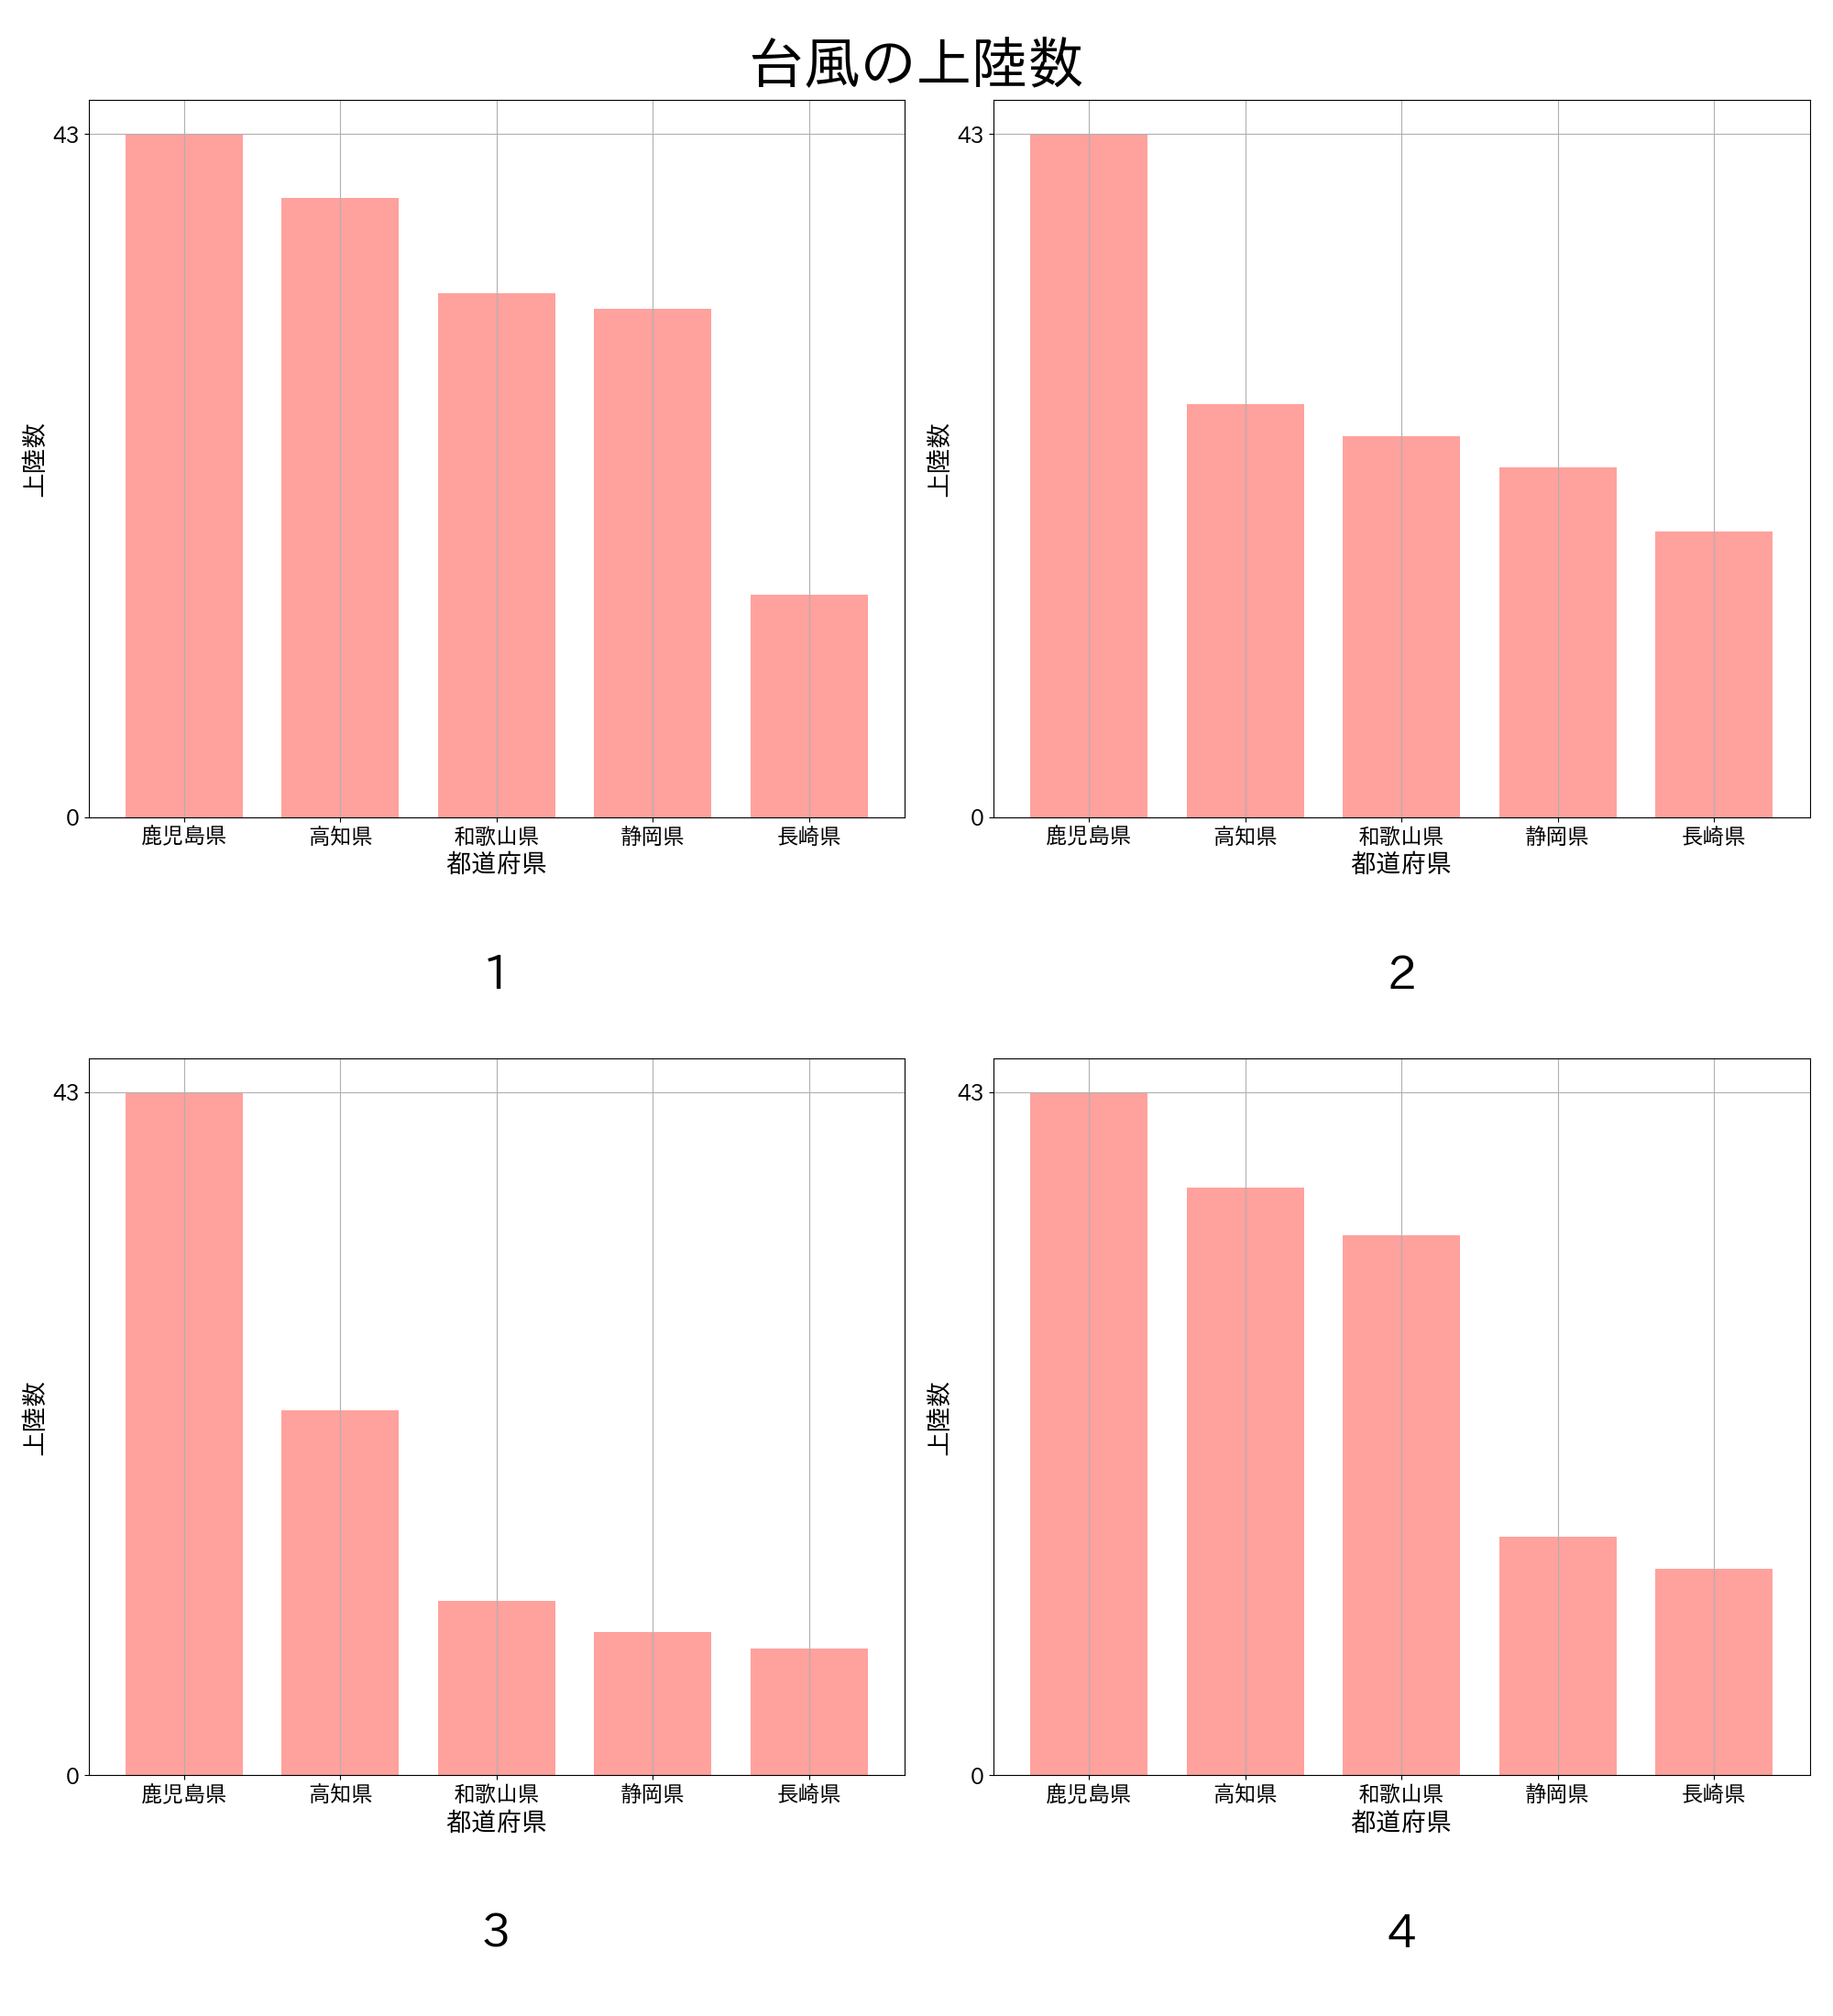 台風の上陸数
43
0
上陸数
鹿児島県 高知県 和歌山県 静岡県 長崎県
都道府県
1
43
0
上陸数
鹿児島県 高知県 和歌山県 静岡県 長崎県
都道府県
2
43
0
上陸数
鹿児島県 高知県 和歌山県 静岡県 長崎県
都道府県
3
43
0
上陸数
鹿児島県 高知県 和歌山県 静岡県 長崎県
都道府県
4